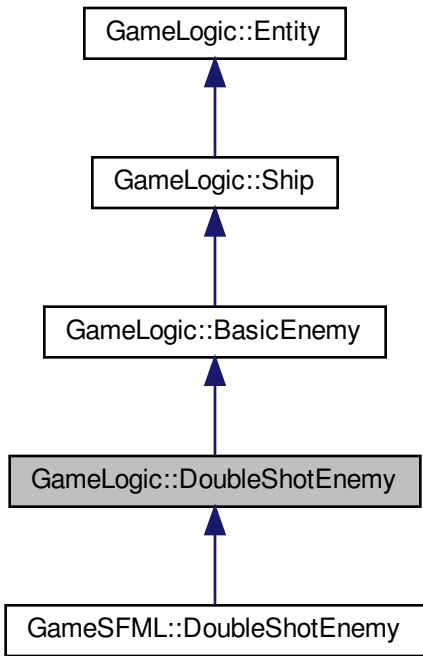 GameLogic::Entity
GameLogic::Ship
GameLogic::BasicEnemy
GameLogic::DoubleShotEnemy
GameSFML::DoubleShotEnemy